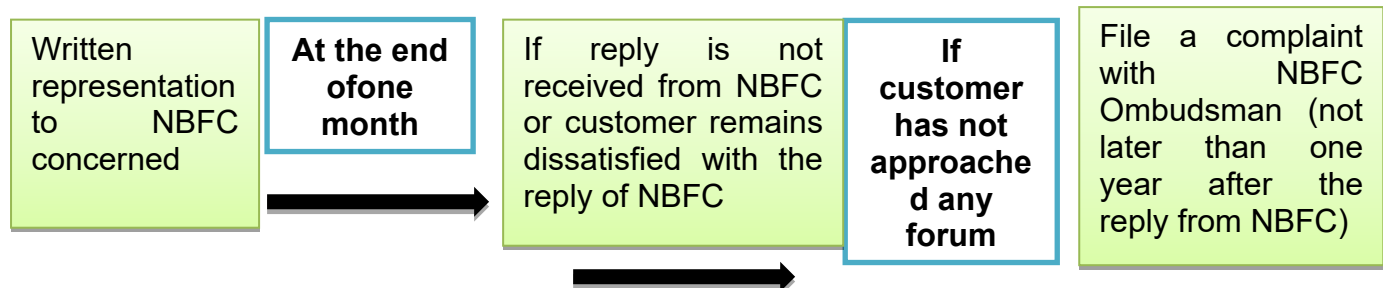 Written
representation
to NBFC
concerned
At the end
ofone
month
If reply is not
received from NBFC
or customer remains
dissatisfied with the
reply of NBFC
If
customer
has not
approache
d any
forum
File a complaint
with NBFC
Ombudsman (not
later than one
year after the
reply from NBFC)